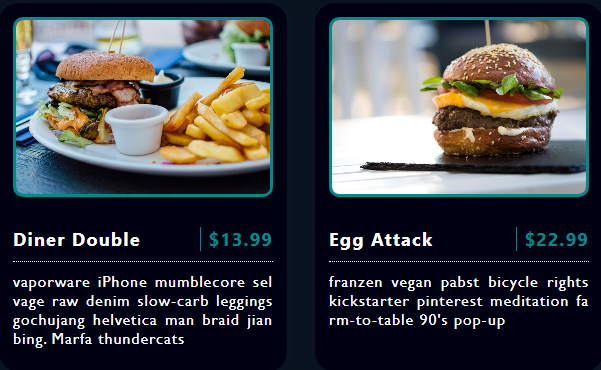 Diner Double $13.99
vaporware iPhone mumblecore sel
vage raw denim slow-carb leggings
gochujang helvetica man braid jian
bing. Marfa thundercats
Egg Attack $22.99
franzen vegan pabst bicycle rights
kickstarter pinterest meditation fa
rm-to-table 90's pop-up